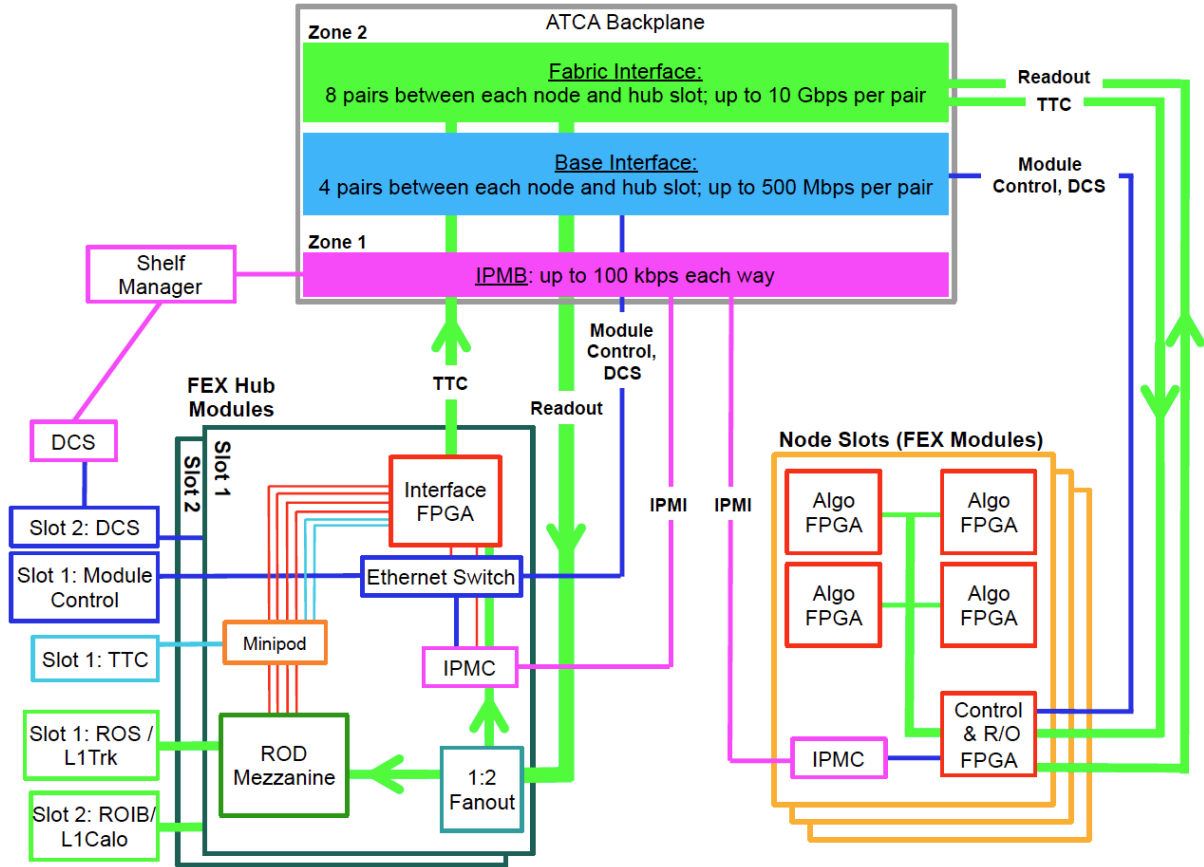 ATCA Backplane
Zone 2
Fabric Interface:
8 pairs between each node and hub slot; up to 10 Gbps per pair
Readout
TTC
Base Interface:
4 pairs between each node and hub slot; up to 500 Mbps per pair
Module
Control, DCS
Zone 1
IPMB: up to 100 kbps each way
Shelf
Manager
Module
Control,
DCS
TTC
Readout
FEX Hub
Modules
DCS
Slot 1
Slot 2
Interface
FPGA
IPMI
IPMI
Node Slots (FEX Modules)
Algo
FPGA
Algo
FPGA
Algo
FPGA
Algo
FPGA
Slot 2: DCS
Slot 1: Module
Control
Ethernet Switch
Minipod
Slot 1: TTC
IPMC
Slot 1: ROS /
L1Trk
ROD
Mezzanine
1:2
Fanout
Control
& R/O
FPGA
IPMC
Slot 2: ROIB/
L1Calo